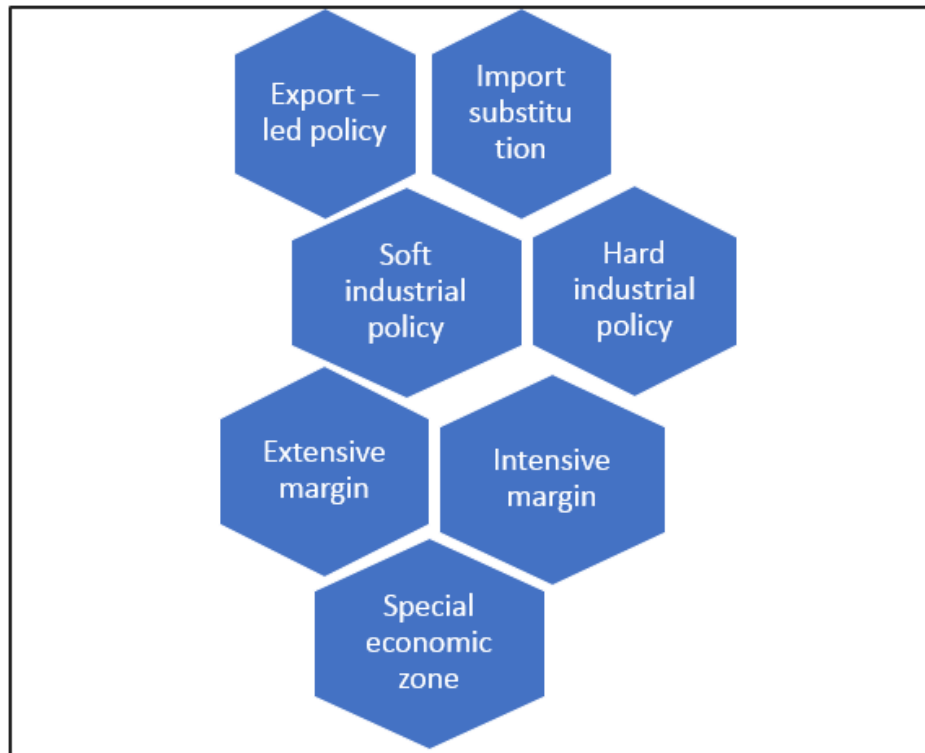 Export –
led policy
Import
substitu
tion
Soft
industrial
policy
Hard
industrial
policy
Extensive
margin
Intensive
margin
Special
economic
zone